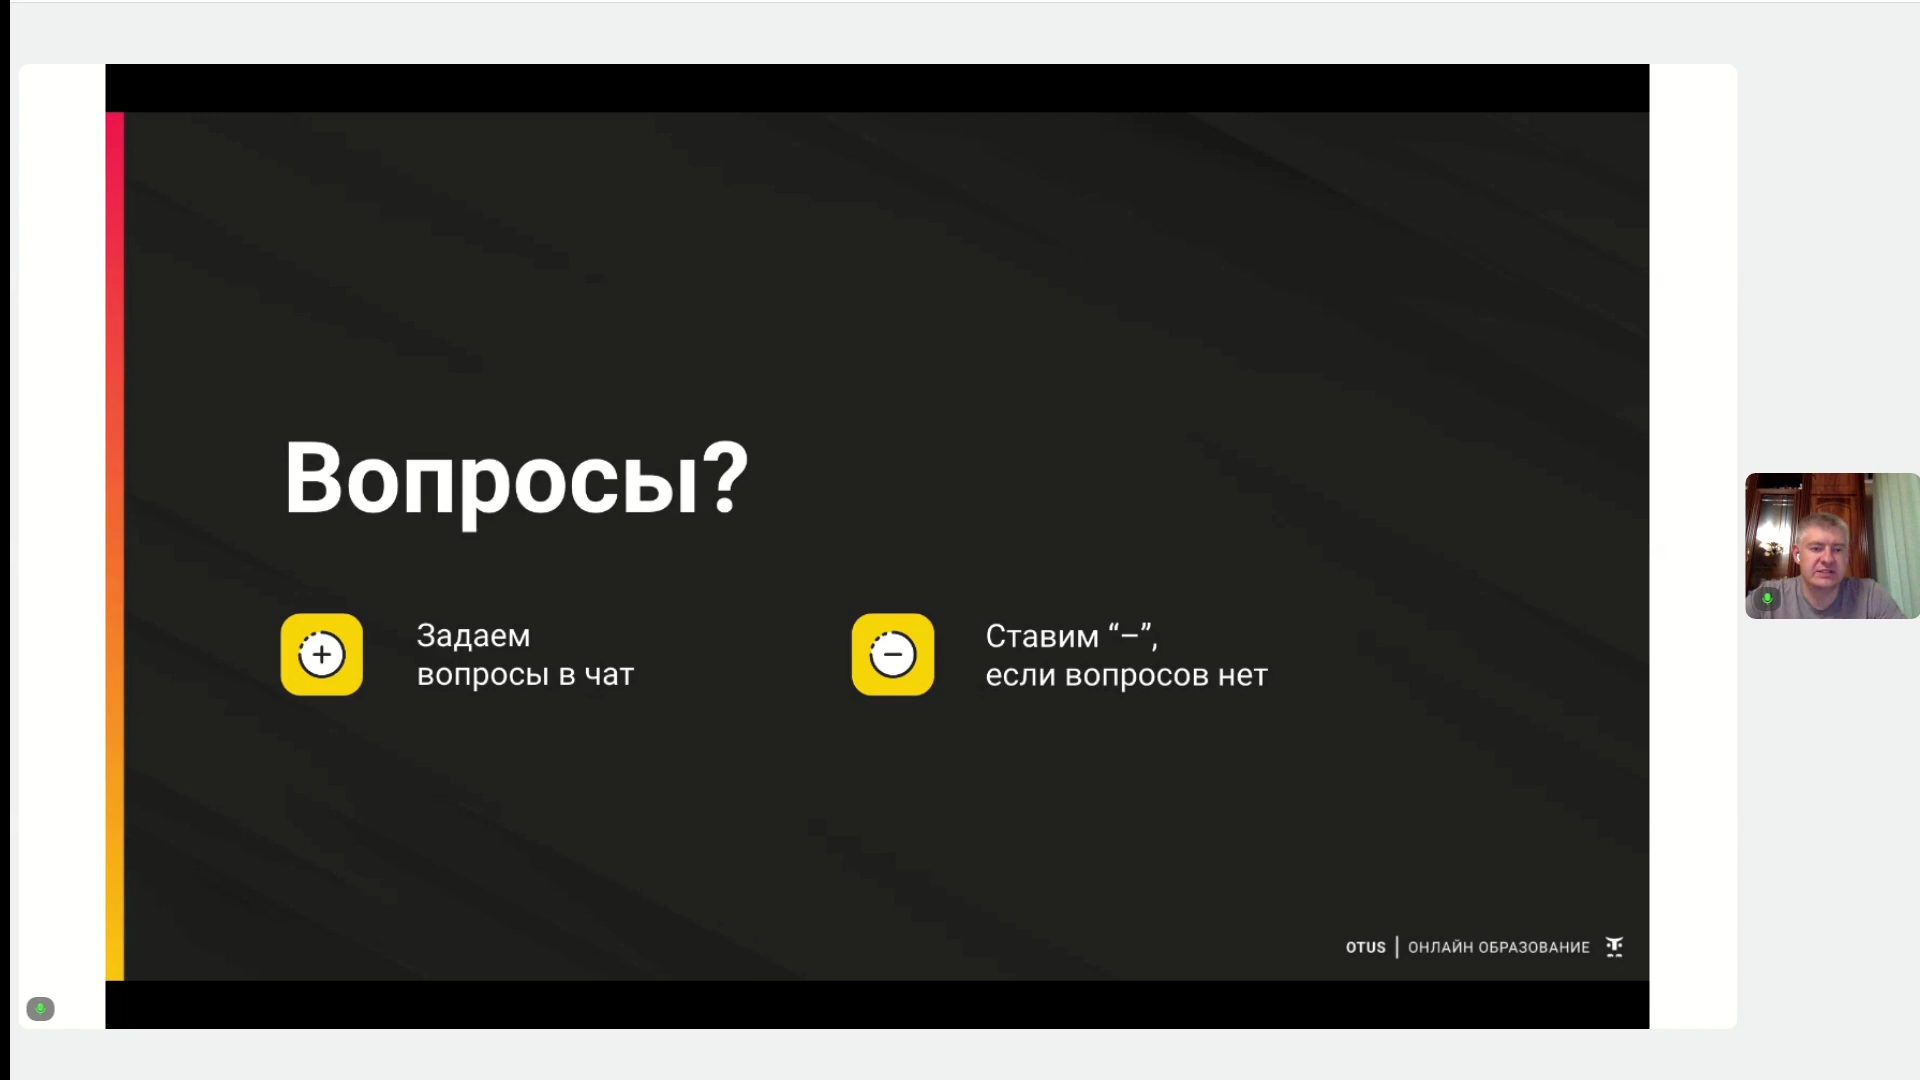 Вопросы?
Задаем
вопросы в чат
Ставим “–”,
если вопросов нет
OTUS | ОНЛАЙН ОБРАЗОВАНИЕ